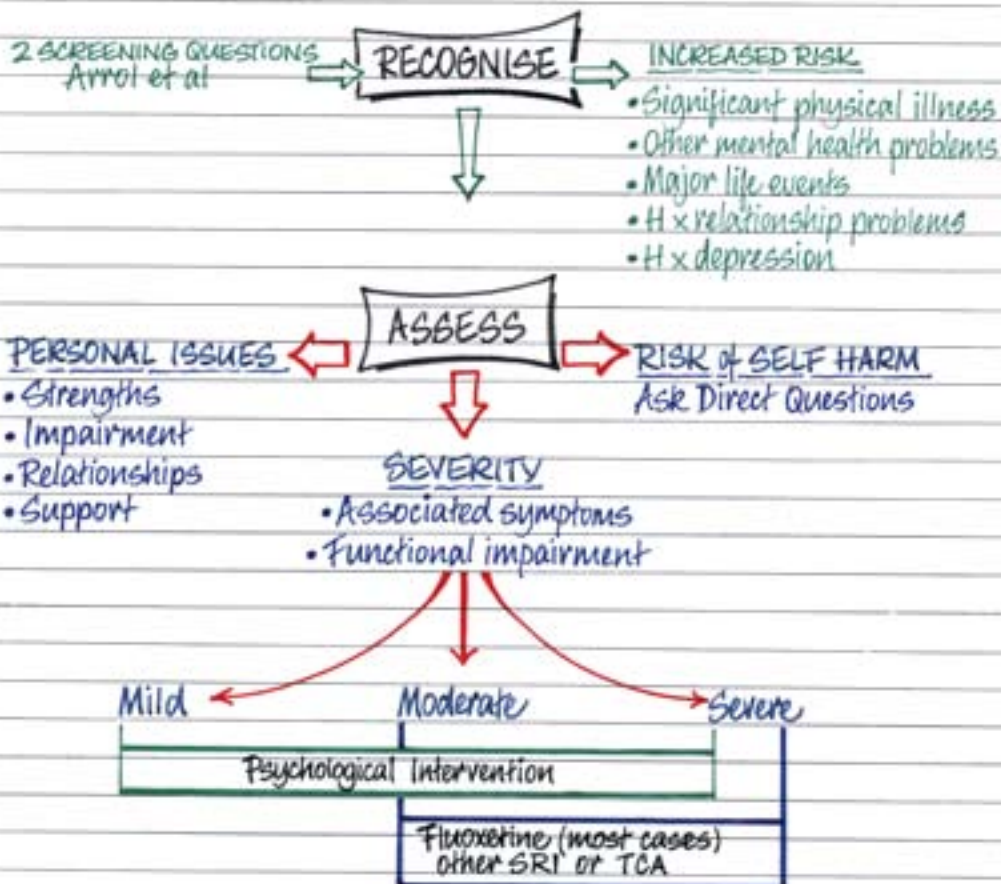 2 SCREENING QUESTIONS
Arrol et al
RECOGNISE
INCREASED RISK
• Significant physical illness
• Other mental health problems
• Major life events
• H x relationship problems
• H x depression
ASSESS
PERSONAL ISSUES
• Strengths
• Impairment
• Relationships
• Support
RISK of SELF HARM
Ask Direct Questions
SEVERITY
• Associated symptoms
• Functional impairment
Mild
Moderate
Severe
Psychological Intervention
Fluoxetine (most cases)
other SRI or TCA